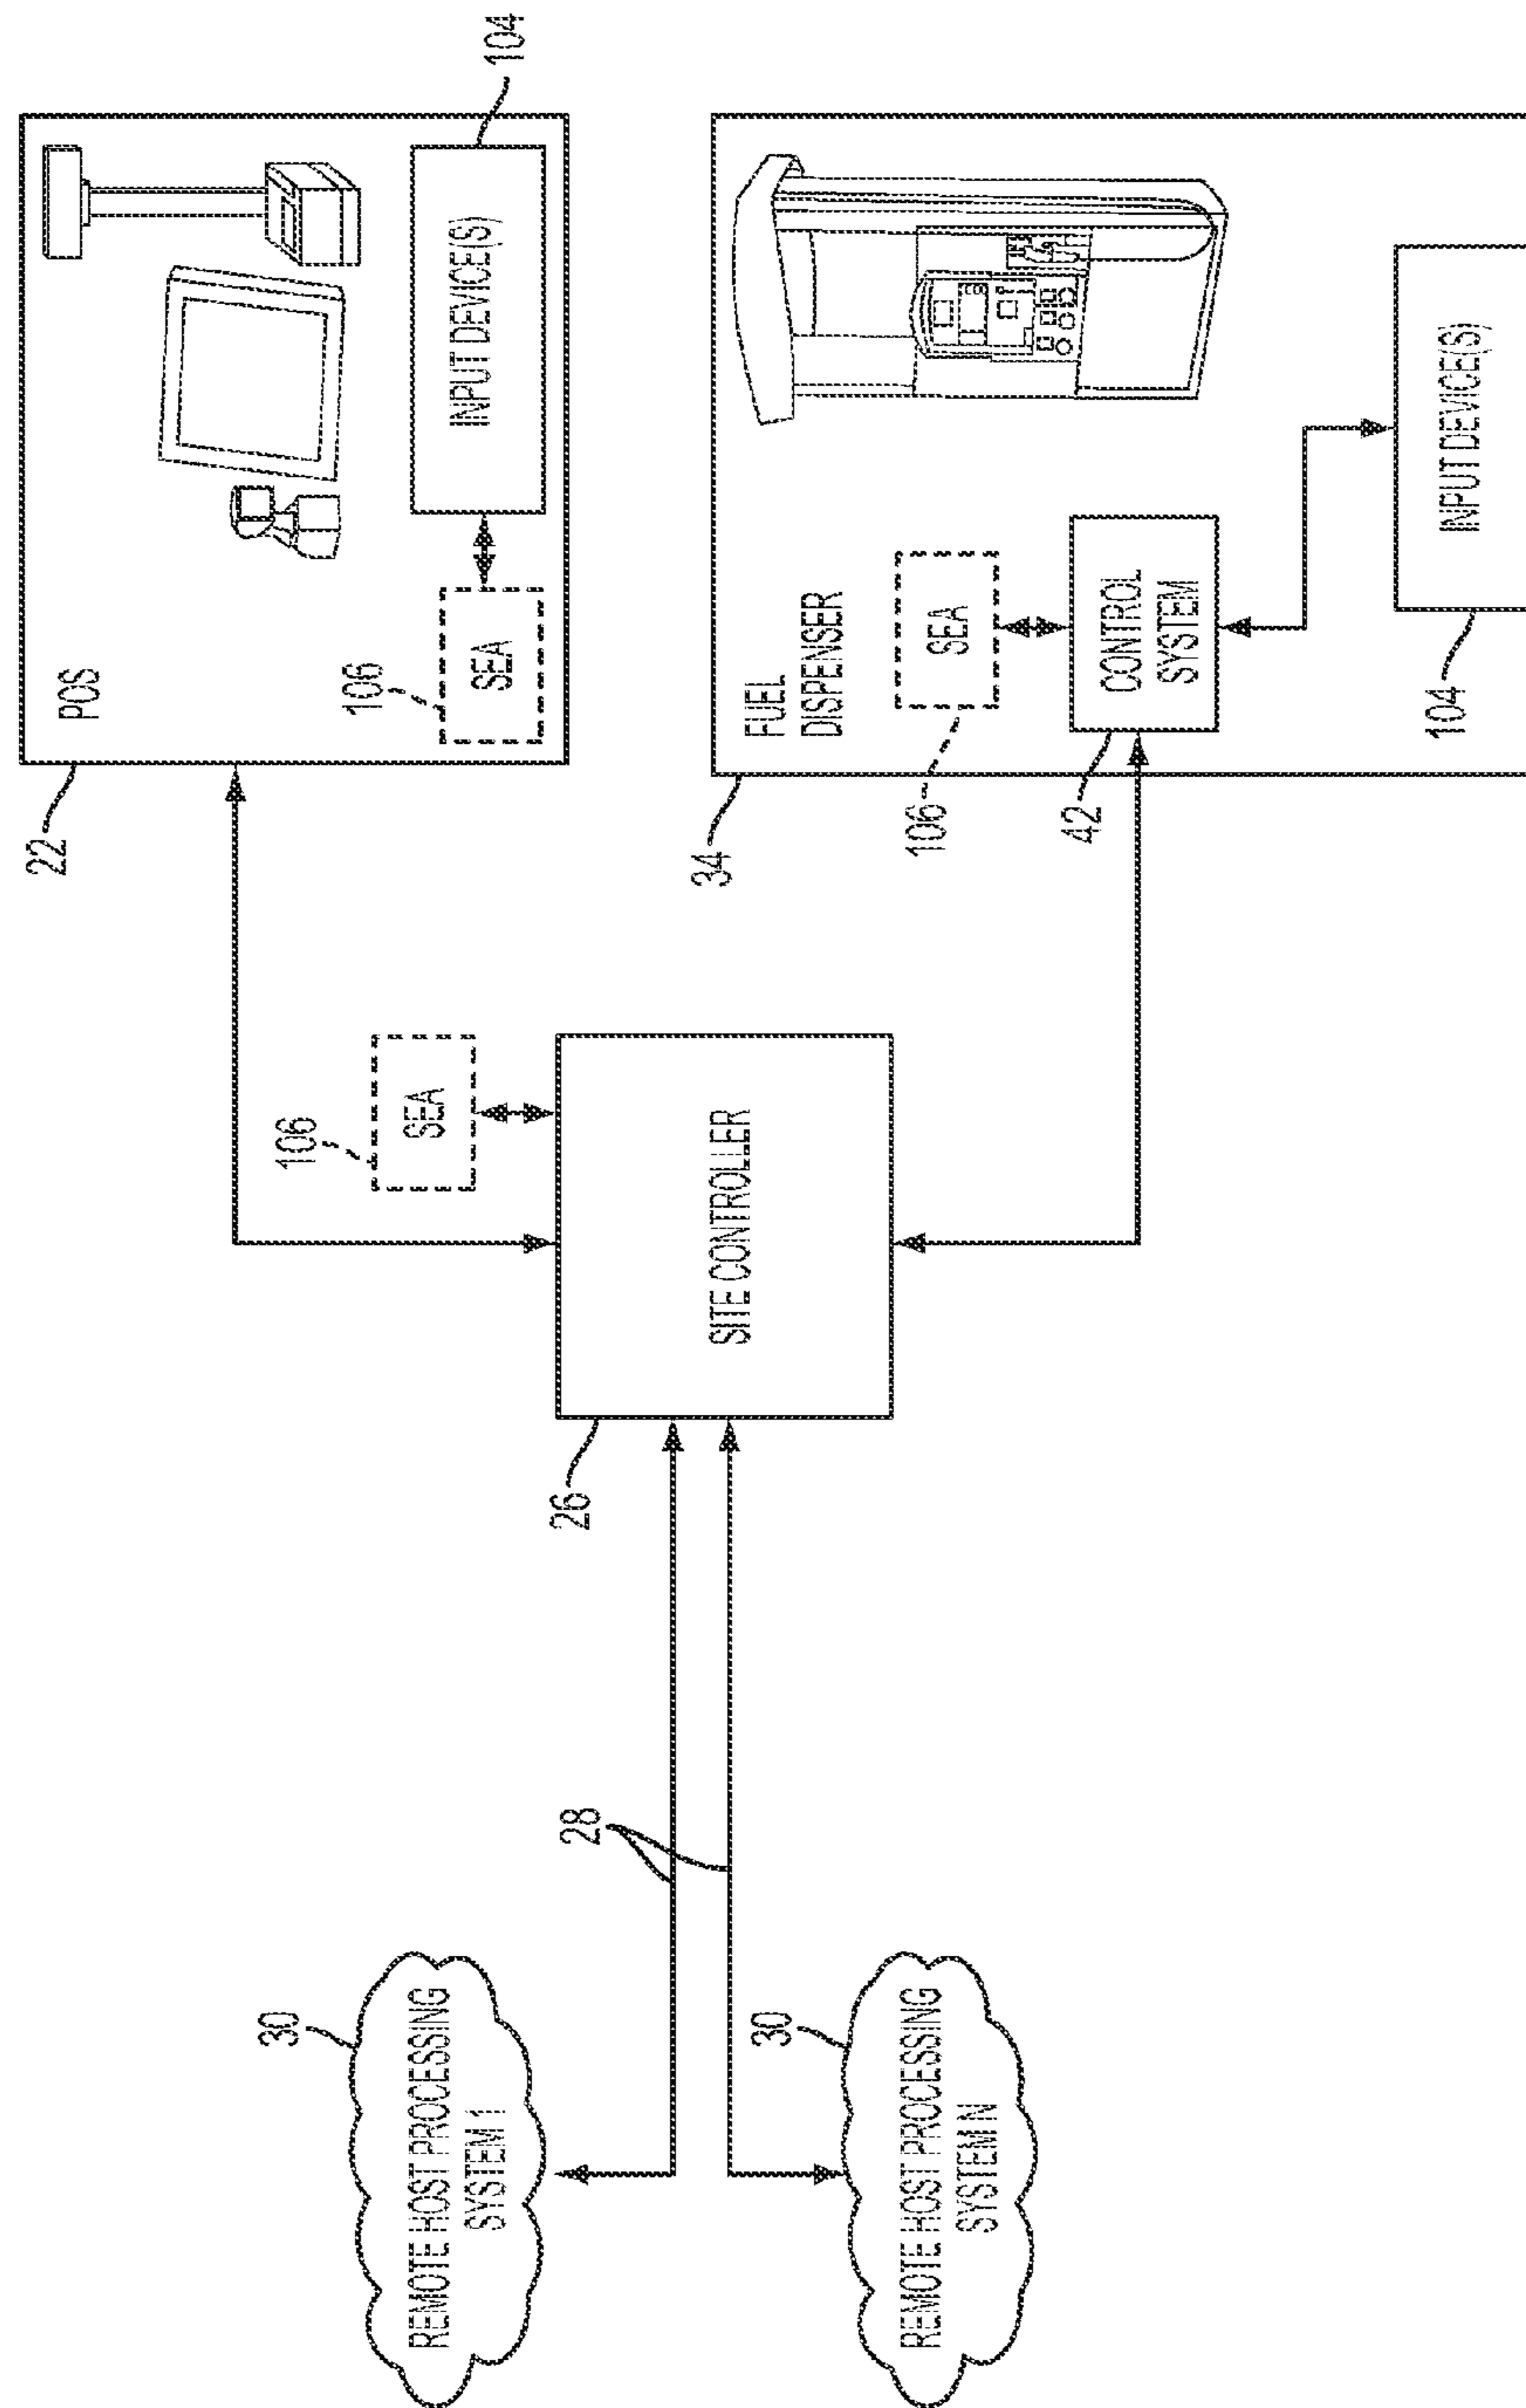 30
REMOTE HOST PROCESSING
SYSTEM 1
30
REMOTE HOST PROCESSING
SYSTEM N
28
26
SITE CONTROLLER
106
SEA
22
POS
106
SEA
INPUT DEVICE(S)
104
34
FUEL
DISPENSER
106
SEA
42
CONTROL
SYSTEM
104
INPUT DEVICE(S)